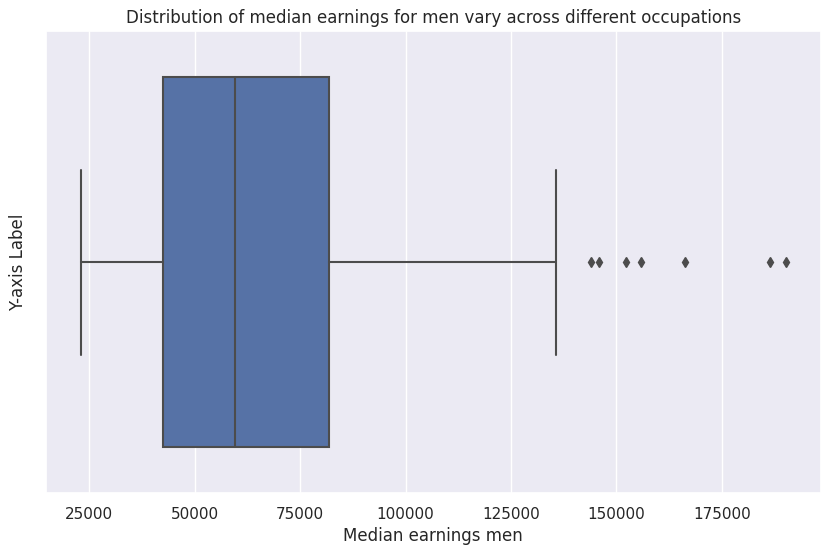 Distribution of median earnings for men vary across different occupations
Y-axis Label
25000 50000 75000 100000 125000 150000 175000
Median earnings men